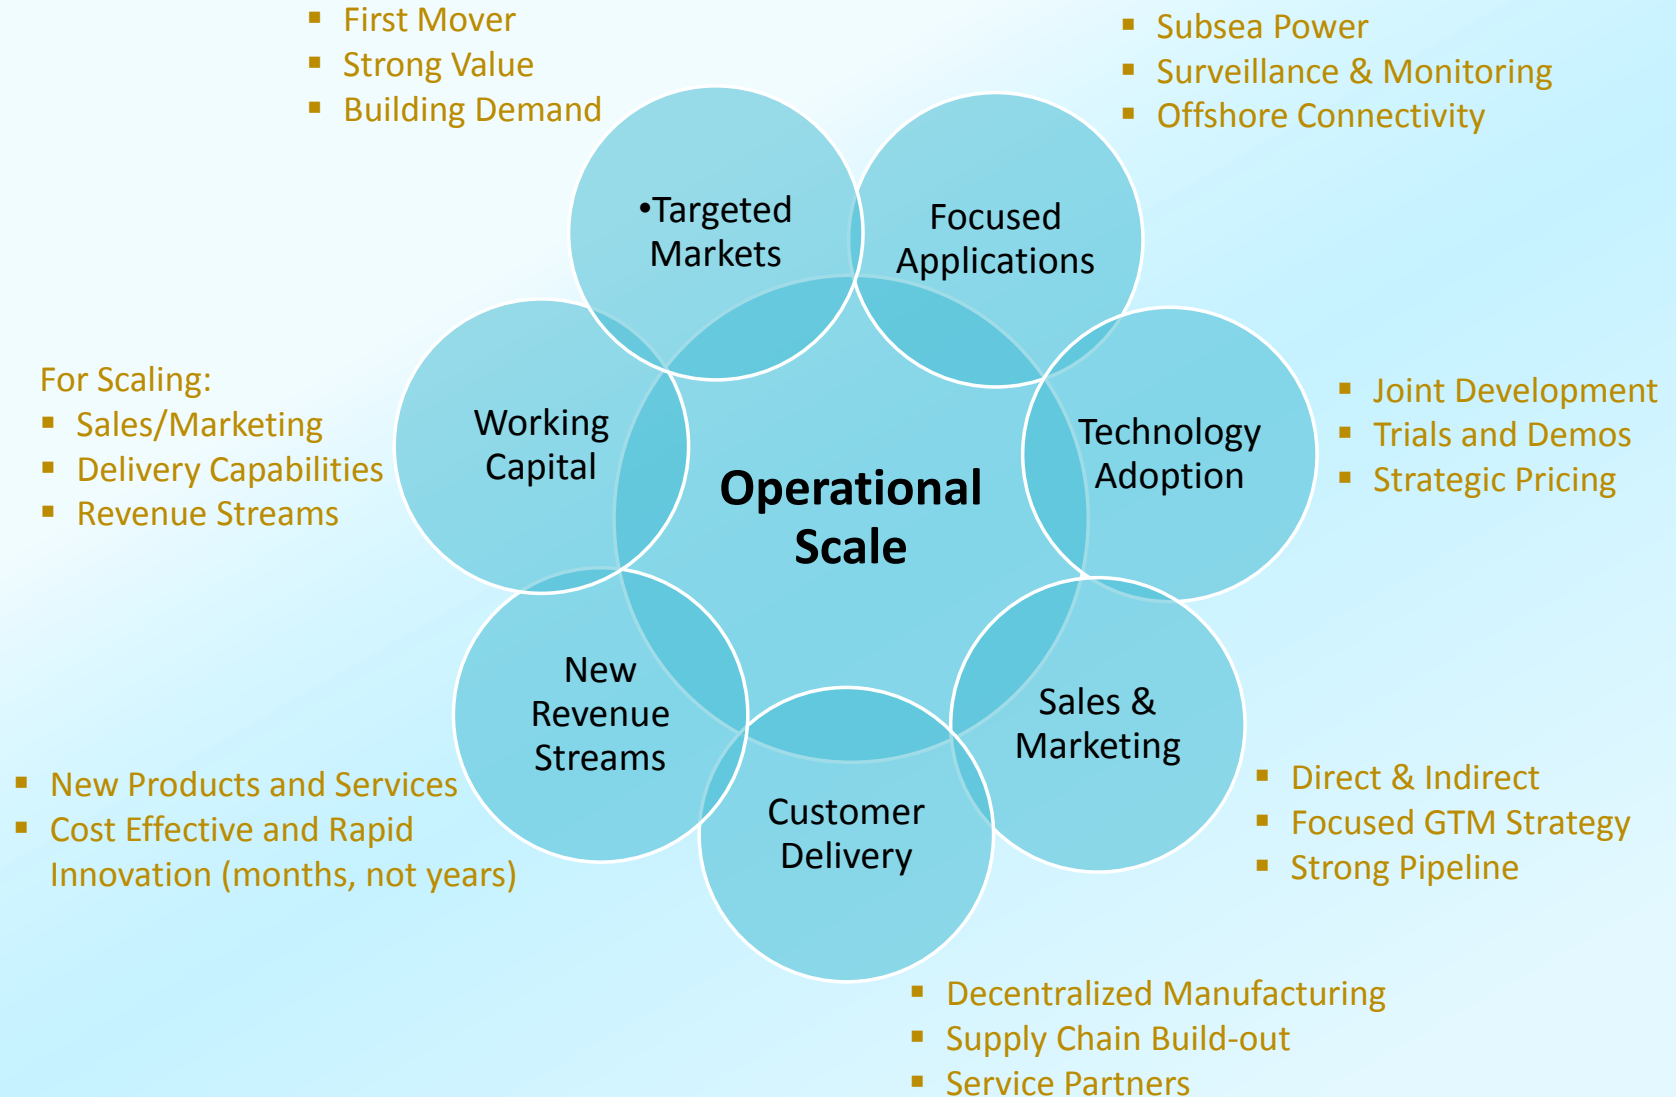 ▪ First Mover
▪ Strong Value
▪ Building Demand
▪ Subsea Power
▪ Surveillance & Monitoring
▪ Offshore Connectivity
•Targeted
Markets
Focused
Applications
For Scaling:
▪ Sales/Marketing
▪ Delivery Capabilities
▪ Revenue Streams
Working
Capital
Operational
Scale
Technology
Adoption
▪ Joint Development
▪ Trials and Demos
▪ Strategic Pricing
New
Revenue
Streams
Sales &
Marketing
▪ New Products and Services
▪ Cost Effective and Rapid
Innovation (months, not years)
Customer
Delivery
▪ Direct & Indirect
▪ Focused GTM Strategy
▪ Strong Pipeline
▪ Decentralized Manufacturing
▪ Supply Chain Build-out
▪ Service Partners